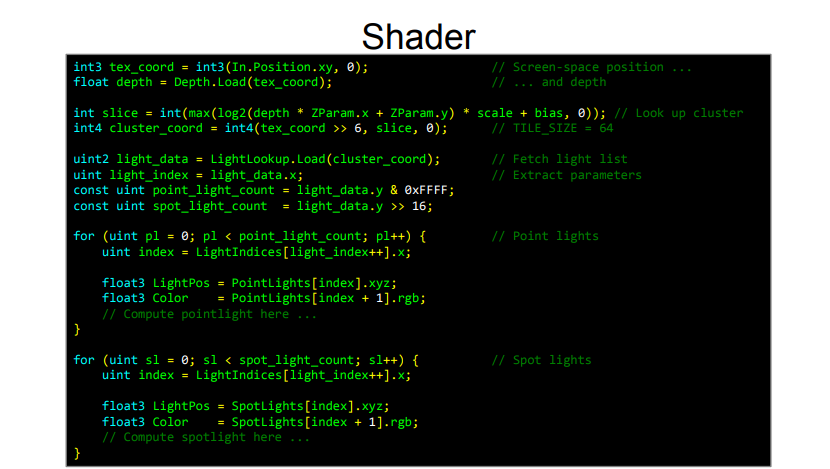 Shader
int3 tex_coord = int3(In.Position.xy, 0); // Screen-space position ...
float depth = Depth.Load(tex_coord); // ... and depth
int slice = int(max(log2(depth * ZParam.x + ZParam.y) * scale + bias, 0)); // Look up cluster
int4 cluster_coord = int4(tex_coord >> 6, slice, 0); // TILE_SIZE = 64
uint2 light_data = LightLookup.Load(cluster_coord); // Fetch light list
uint light_index = light_data.x; // Extract parameters
const uint point_light_count = light_data.y & 0xFFFF;
const uint spot_light_count  = light_data.y >> 16;
for (uint pl = 0; pl < point_light_count; pl++) { // Point lights
    uint index = LightIndices[light_index++].x;
    float3 LightPos = PointLights[index].xyz;
    float3 Color    = PointLights[index + 1].rgb;
    // Compute pointlight here ...
}
for (uint sl = 0; sl < spot_light_count; sl++) { // Spot lights
    uint index = LightIndices[light_index++].x;
    float3 LightPos = SpotLights[index].xyz;
    float3 Color    = SpotLights[index + 1].rgb;
    // Compute spotlight here ...
}